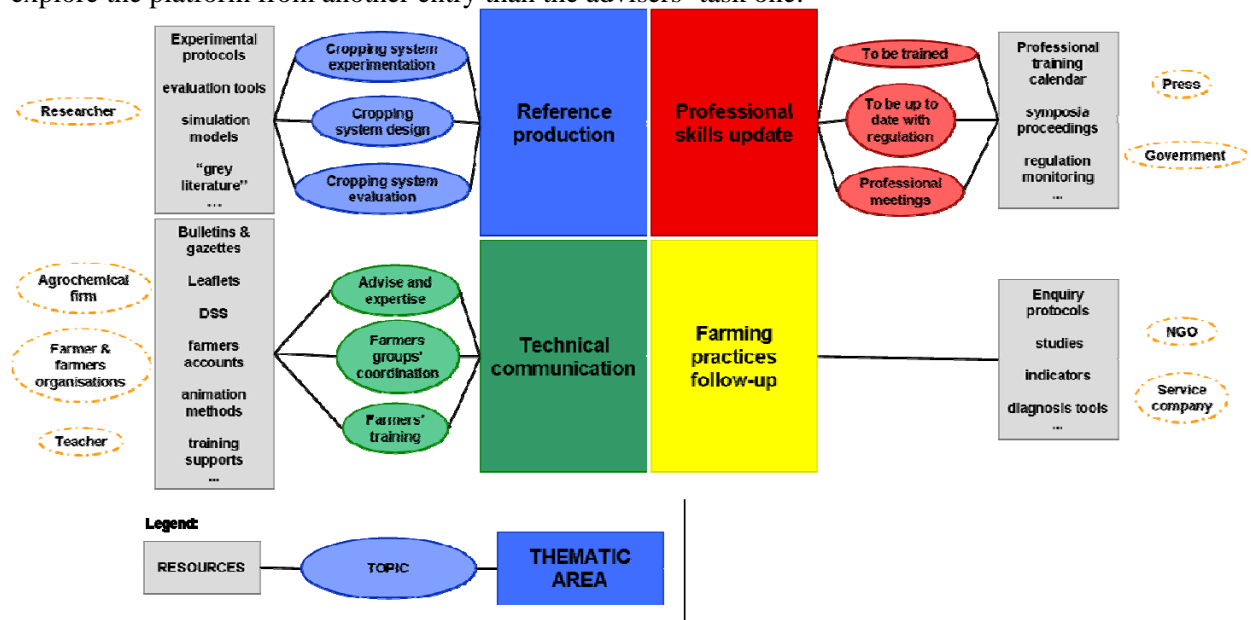 explore the platform from another entry than the advisers' task one.
Researcher
Experimental
protocols
evaluation tools
simulation
models
“grey
literature”
...
Cropping system
experimentation
Cropping
system design
Cropping system
evaluation
Reference
production
Professional
skills update
To be trained
To be up to
date with
regulation
Professional
meetings
Professional
training
calendar
symposia
proceedings
regulation
monitoring
...
Press
Government
Agrochemical
firm
Farmer &
farmers
organisations
Teacher
Bulletins &
gazettes
Leaflets
DSS
farmers
accounts
animation
methods
training
supports
...
Advise and
expertise
Farmers
groups'
coordination
Farmers'
training
Technical
communication
Farming
practices
follow-up
Enquiry
protocols
studies
indicators
diagnosis tools
...
NGO
Service
company
Legend:
RESOURCES
TOPIC
THEMATIC
AREA